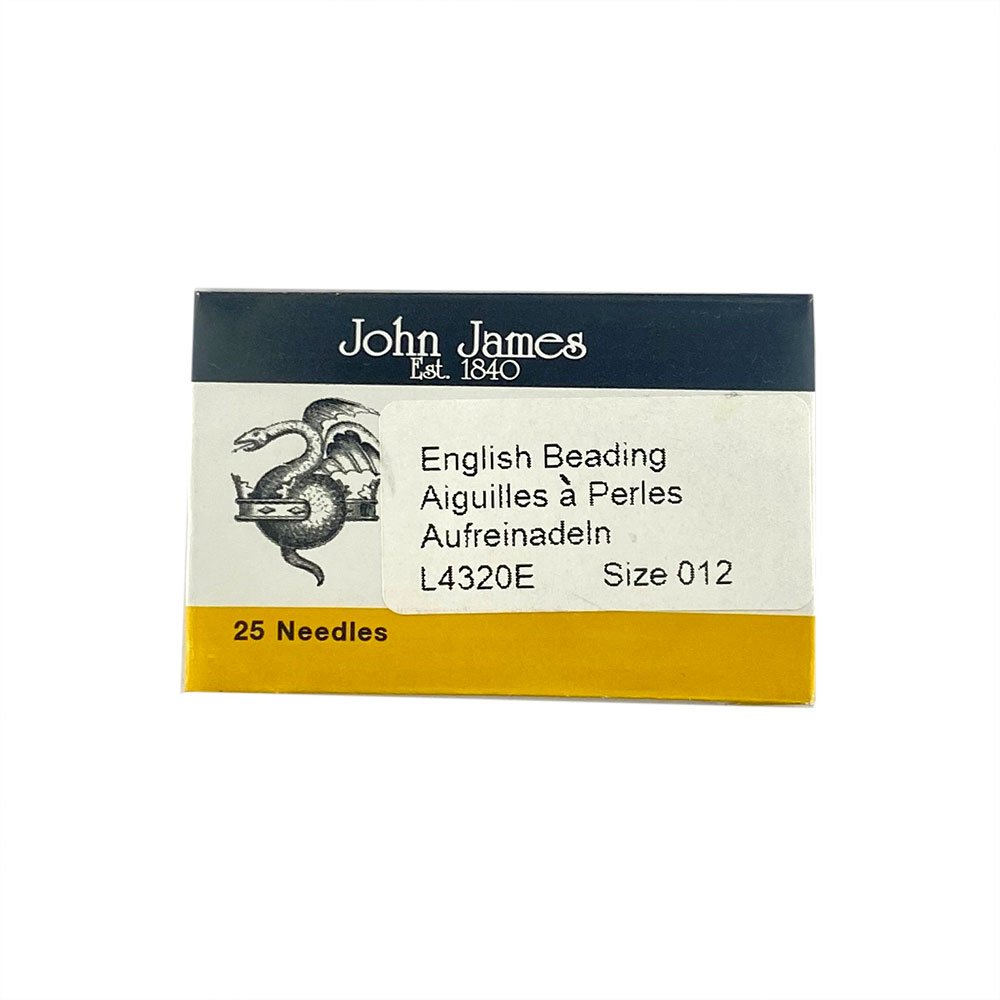 John James
Est. 1840
English Beading
Aiguilles à Perles
Aufreinadeln
L4320E Size 012
25 Needles